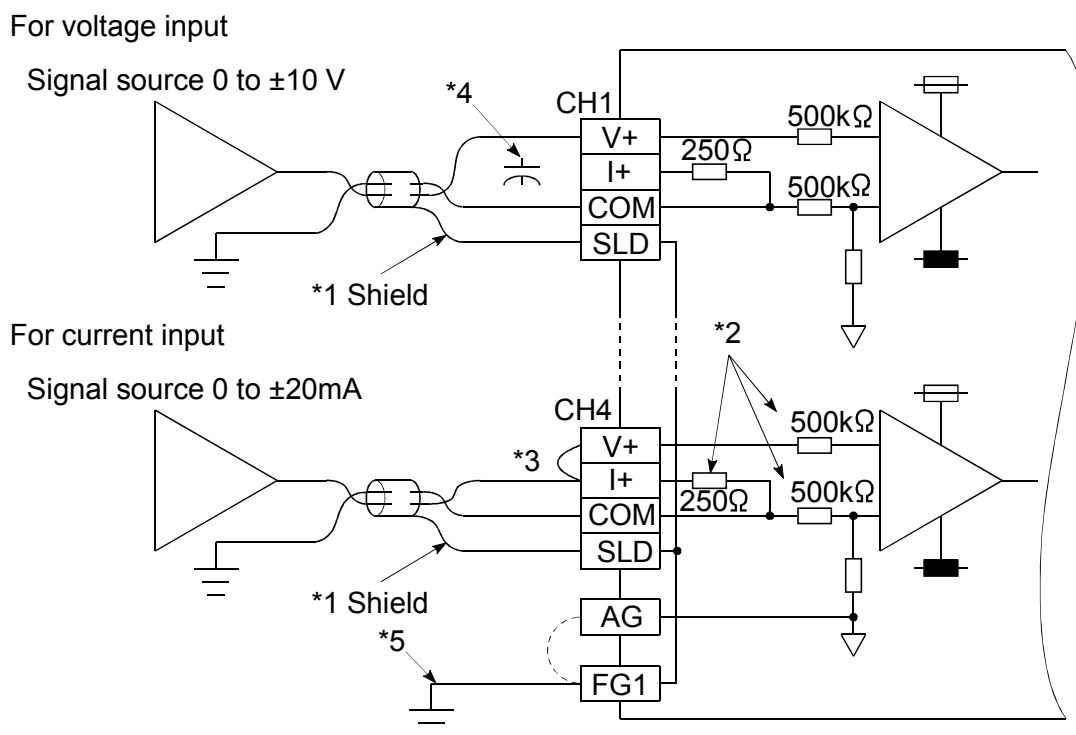 For voltage input
Signal source 0 to ±10 V
*4
CH1
V+
I+
COM
SLD
250Ω
500kΩ
500kΩ
*1 Shield
For current input
Signal source 0 to ±20mA
*2
CH4
*3
V+
I+
COM
SLD
250Ω
500kΩ
500kΩ
*1 Shield
*5
AG
FG1